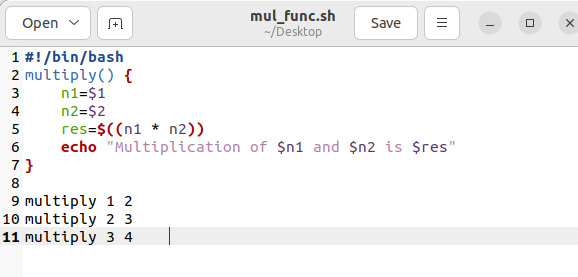 Open
mul_func.sh
~/Desktop
Save
1 #!/bin/bash
2 multiply() {
3     n1=$1
4     n2=$2
5     res=$((n1 * n2))
6     echo "Multiplication of $n1 and $n2 is $res"
7 }
8
9 multiply 1 2
10 multiply 2 3
11 multiply 3 4